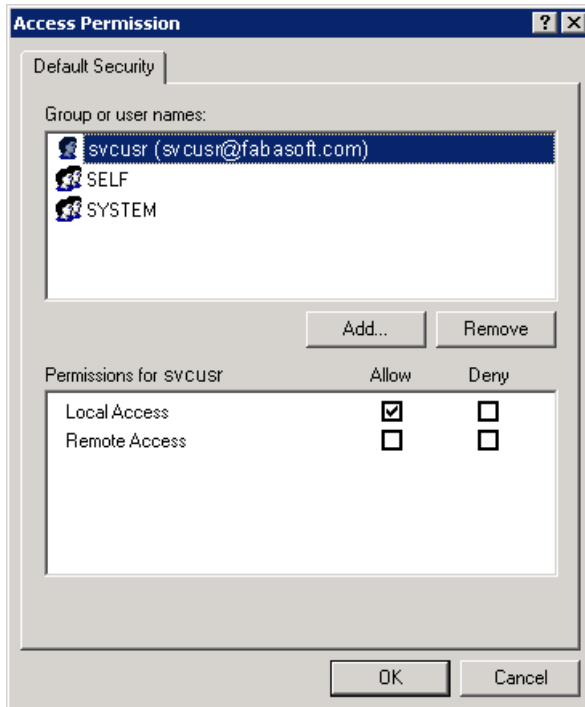 Access Permission
Default Security
Group or user names:
svcusr (svcusr@fabasoft.com)
SELF
SYSTEM
Add... Remove
Permissions for svcusr Allow Deny
Local Access
Remote Access
OK Cancel